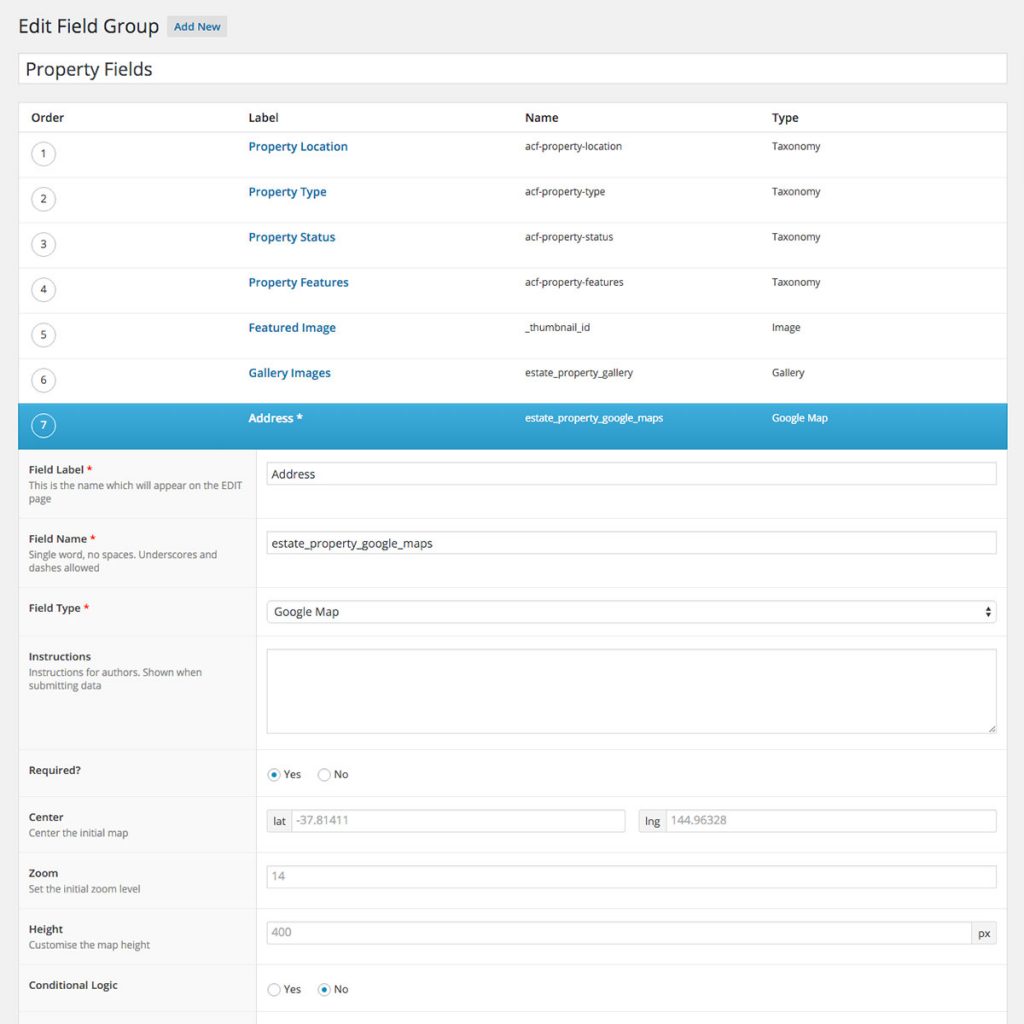 Edit Field Group Add New
Property Fields
Order Label Name Type
1 Property Location acf-property-location Taxonomy
2 Property Type acf-property-type Taxonomy
3 Property Status acf-property-status Taxonomy
4 Property Features acf-property-features Taxonomy
5 Featured Image _thumbnail_id Image
6 Gallery Images estate_property_gallery Gallery
7 Address * estate_property_google_maps Google Map
Field Label * Address
This is the name which will appear on the EDIT
page
Field Name * estate_property_google_maps
Single word, no spaces. Underscores and
dashes allowed
Field Type * Google Map
Instructions
Instructions for authors. Shown when
submitting data
Required? Yes No
Center lat -37.81411 lng 144.96328
Center the initial map
Zoom 14
Set the initial zoom level
Height 400 px
Customise the map height
Conditional Logic Yes No